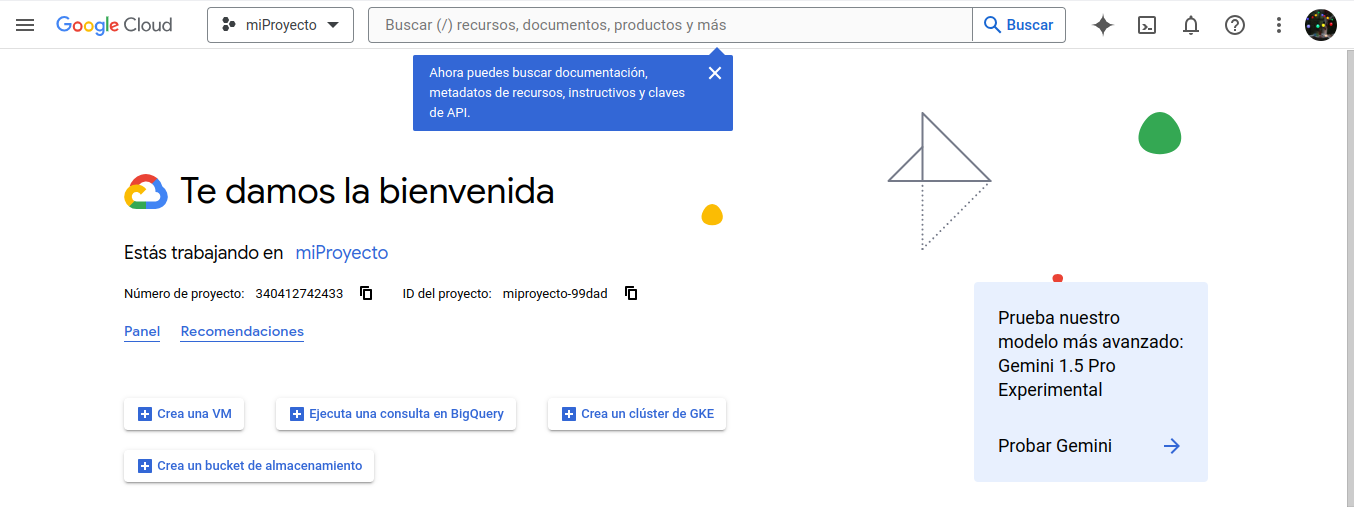 Google Cloud
miProyecto
Buscar (/) recursos, documentos, productos y más
Buscar
Ahora puedes buscar documentación,
metadatos de recursos, instructivos y claves
de API.
Te damos la bienvenida
Estás trabajando en miProyecto
Número de proyecto: 340412742433 ID del proyecto: miproyecto-99dad
Panel Recomendaciones
Crea una VM
Ejecuta una consulta en BigQuery
Crea un clúster de GKE
Crea un bucket de almacenamiento
Prueba nuestro
modelo más avanzado:
Gemini 1.5 Pro
Experimental
Probar Gemini